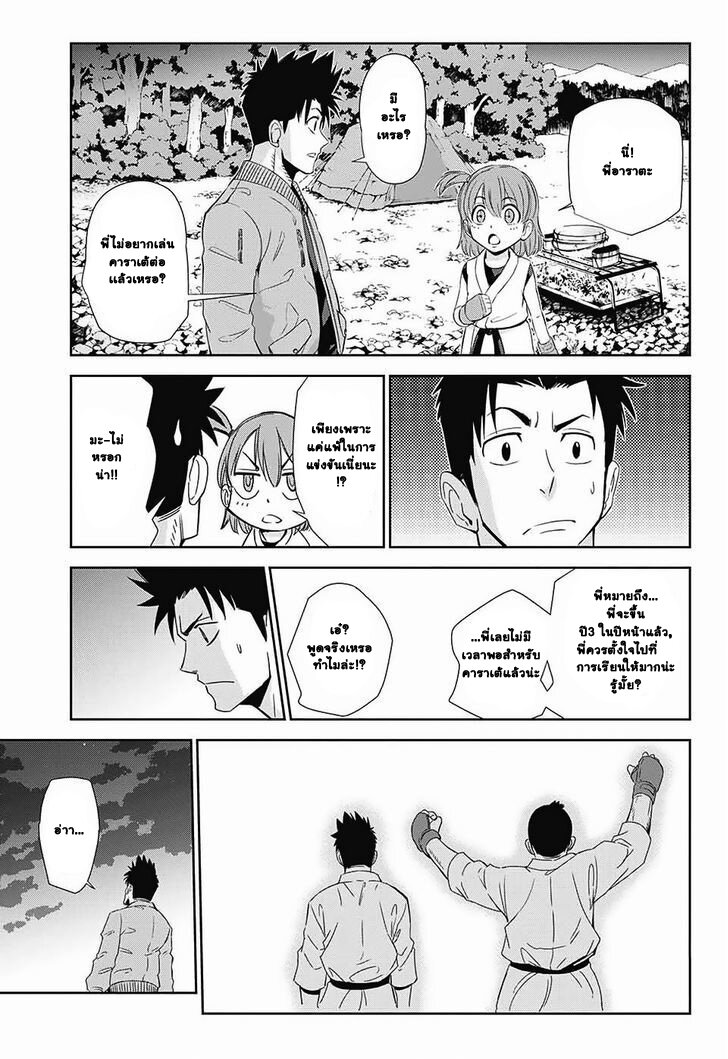 นี่!
พี่อาราตะ
มี
อะไร
เหรอ?
พี่ไม่อยากเล่น
คาราเต้ต่อ
แล้วเหรอ?
เพียงเพราะ
แค่แพ้ในการ
แข่งขันเนี่ยนะ
!?
มะ-ไม่
หรอก
น่า!!
พี่หมายถึง...
พี่จะขึ้น
ปี3 ในปีหน้าแล้ว,
พี่ควรตั้งใจไปที่
การเรียนให้มากน่ะ
รู้มั้ย?
...พี่เลยไม่มี
เวลาพอสำหรับ
คาราเต้แล้วน่ะ
เอ๋?
พูดจริงเหรอ
ทำไมล่ะ!?
อ่าว...